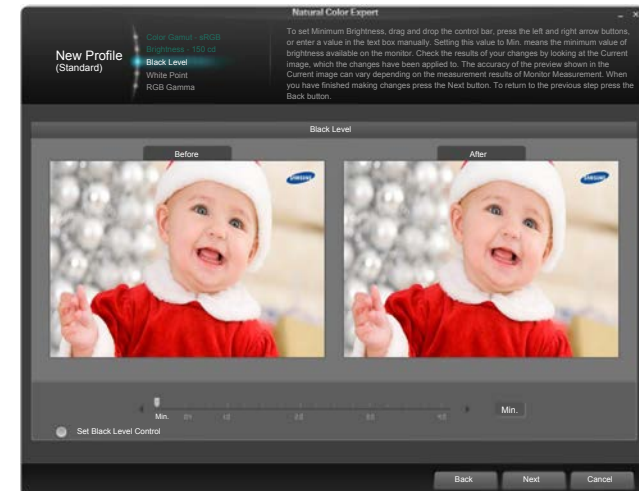 Natural Color Expert
New Profile
(Standard)
Color Gamut - sRGB
Brightness - 150 cd
Black Level
White Point
RGB Gamma
To set Minimum Brightness, drag and drop the control bar, press the left and right arrow buttons,
or enter a value in the text box manually. Setting this value to Min. means the minimum value of
brightness available on the monitor. Check the results of your changes by looking at the Current
image, which the changes have been applied to. The accuracy of the preview shown in the
Current image can vary depending on the measurement results of Monitor Measurement. When
you have finished making changes press the Next button. To return to the previous step press the
Back button.
Black Level
Before
After
SAMSUNG
SAMSUNG
Min.
Min.
Set Black Level Control
Back
Next
Cancel